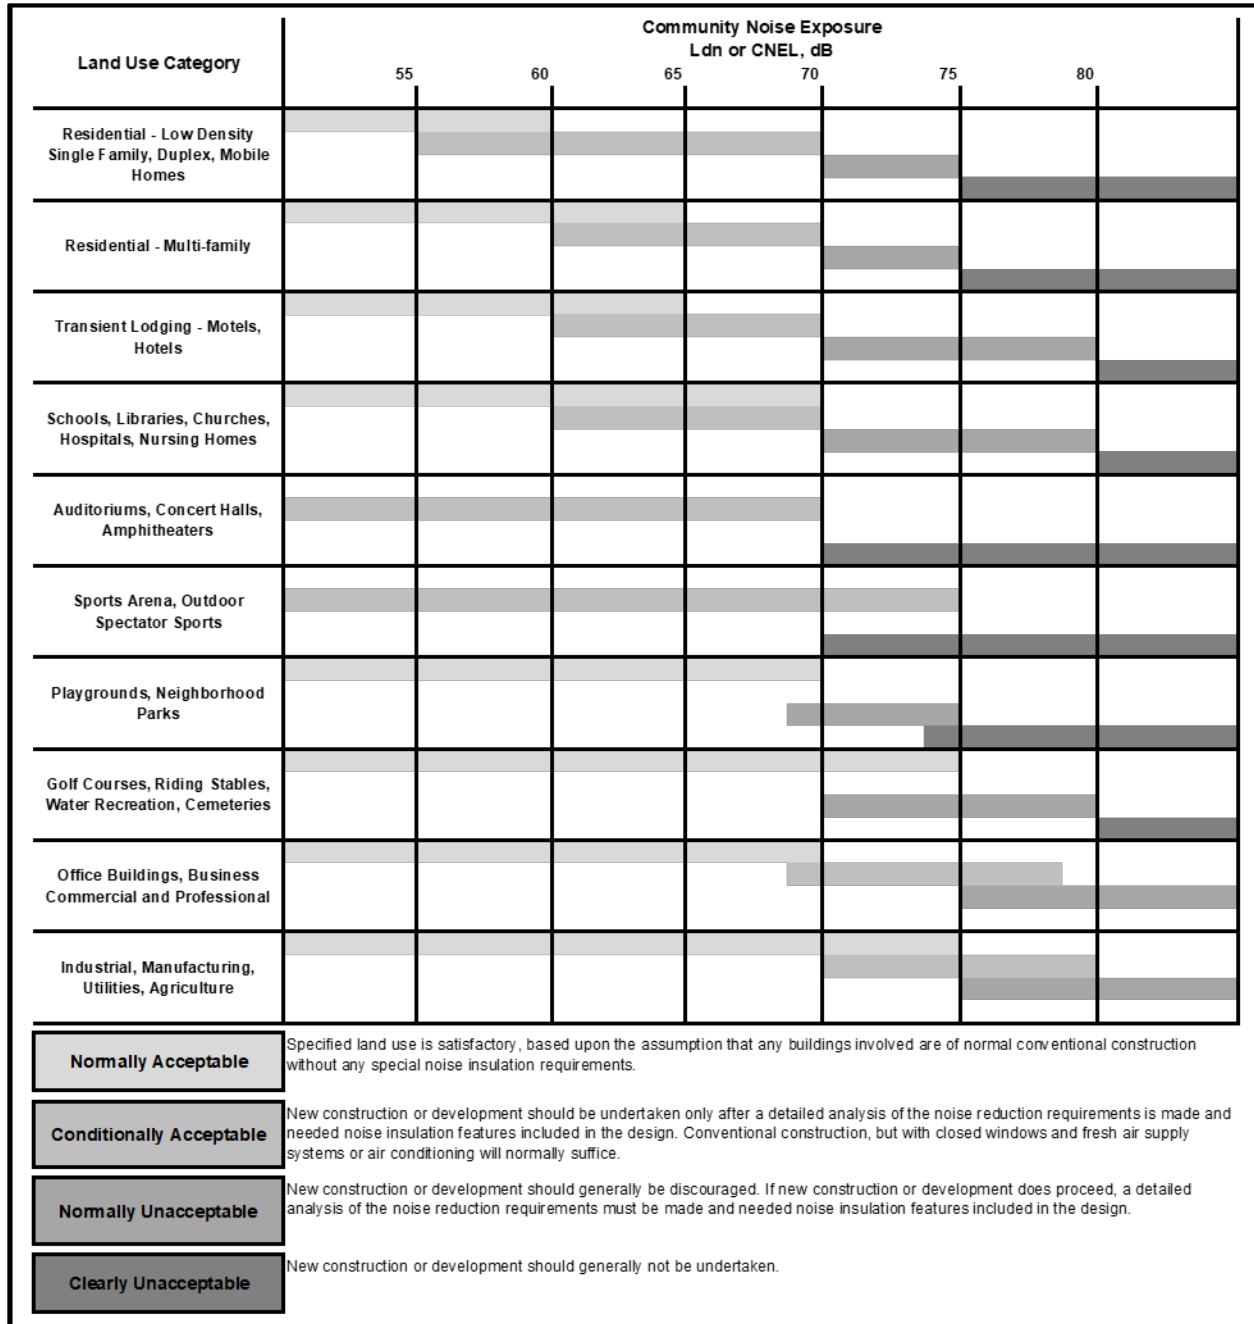 Community Noise Exposure
Ldn or CNEL, dB
Land Use Category
55 60 65 70 75 80
Residential - Low Density
Single Family, Duplex, Mobile
Homes
Residential - Multi-family
Transient Lodging - Motels,
Hotels
Schools, Libraries, Churches,
Hospitals, Nursing Homes
Auditoriums, Concert Halls,
Amphitheaters
Sports Arena, Outdoor
Spectator Sports
Playgrounds, Neighborhood
Parks
Golf Courses, Riding Stables,
Water Recreation, Cemeteries
Office Buildings, Business
Commercial and Professional
Industrial, Manufacturing,
Utilities, Agriculture
Normally Acceptable
Specified land use is satisfactory, based upon the assumption that any buildings involved are of normal conventional construction
without any special noise insulation requirements.
Conditionally Acceptable
New construction or development should be undertaken only after a detailed analysis of the noise reduction requirements is made and
needed noise insulation features included in the design. Conventional construction, but with closed windows and fresh air supply
systems or air conditioning will normally suffice.
Normally Unacceptable
New construction or development should generally be discouraged. If new construction or development does proceed, a detailed
analysis of the noise reduction requirements must be made and needed noise insulation features included in the design.
Clearly Unacceptable
New construction or development should generally not be undertaken.